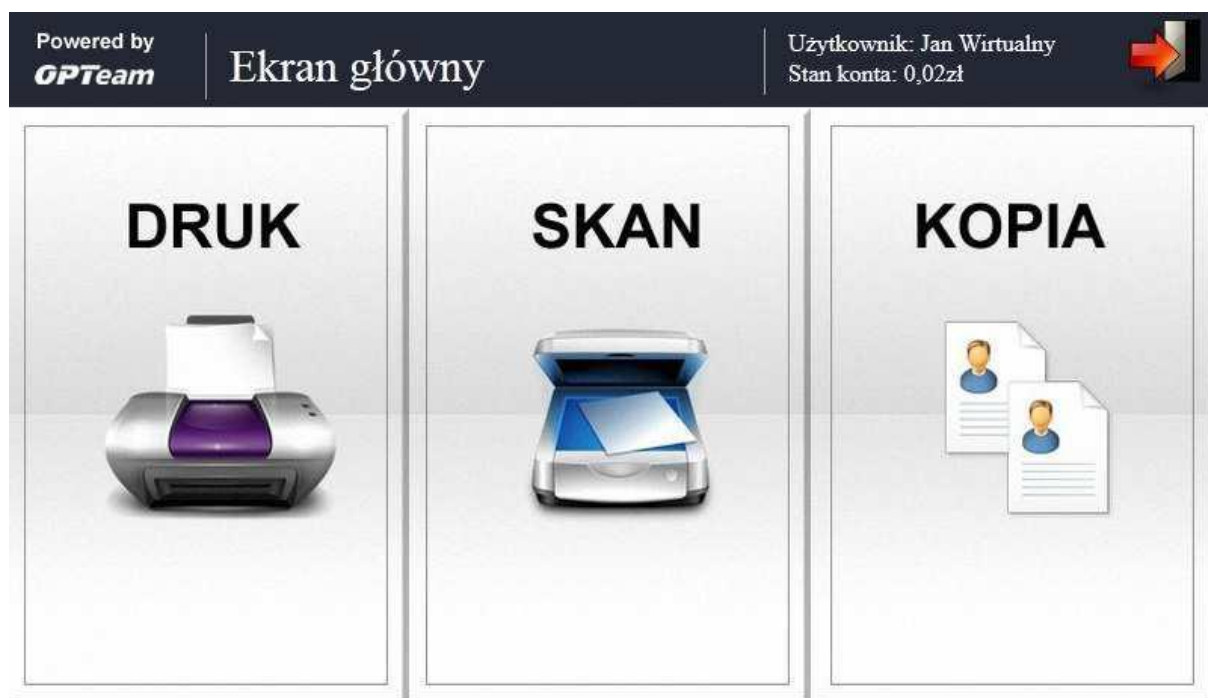 Powered by
GPTeam
Ekran główny
Użytkownik: Jan Wirtualny
Stan konta: 0,02zł
DRUK
SKAN
KOPIA